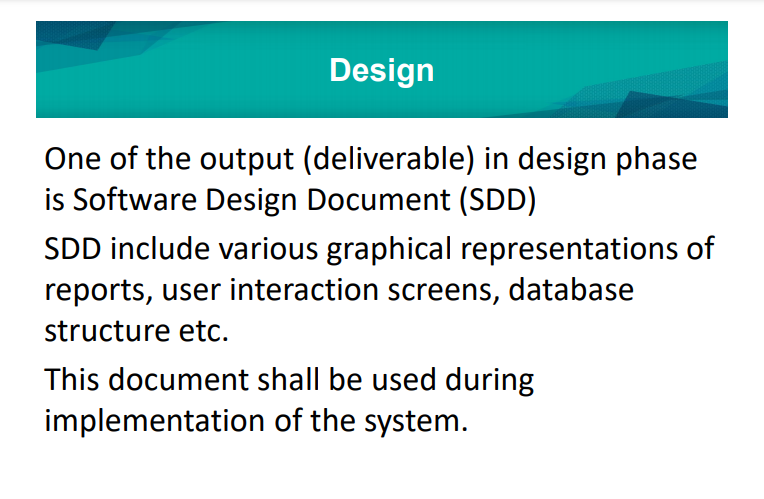 Design
One of the output (deliverable) in design phase
is Software Design Document (SDD)
SDD include various graphical representations of
reports, user interaction screens, database
structure etc.
This document shall be used during
implementation of the system.